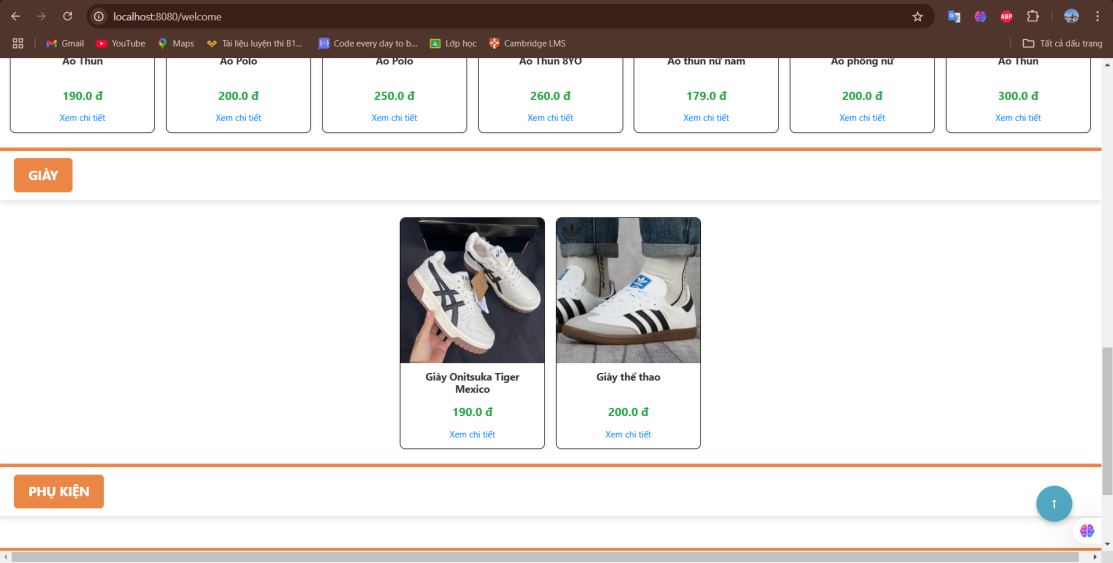 localhost:8080/welcome
Gmail YouTube Maps Tài liệu luyện thi B1... Code every day to b... Lớp học Cambridge LMS Tất cả dấu trang
Áo Thun Áo Polo Áo Polo Áo Thun 8YO Áo thun nữ nam Áo phông nữ Áo Thun
190.0 đ 200.0 đ 250.0 đ 260.0 đ 179.0 đ 200.0 đ 300.0 đ
Xem chi tiết Xem chi tiết Xem chi tiết Xem chi tiết Xem chi tiết Xem chi tiết Xem chi tiết
GIÀY
Giày Onitsuka Tiger Giày thể thao
Mexico
190.0 đ 200.0 đ
Xem chi tiết Xem chi tiết
PHỤ KIỆN
↑